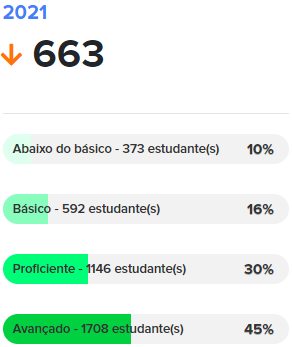 2021
663
Abaixo do básico - 373 estudante(s) 10%
Básico - 592 estudante(s) 16%
Proficiente - 1146 estudante(s) 30%
Avançado - 1708 estudante(s) 45%